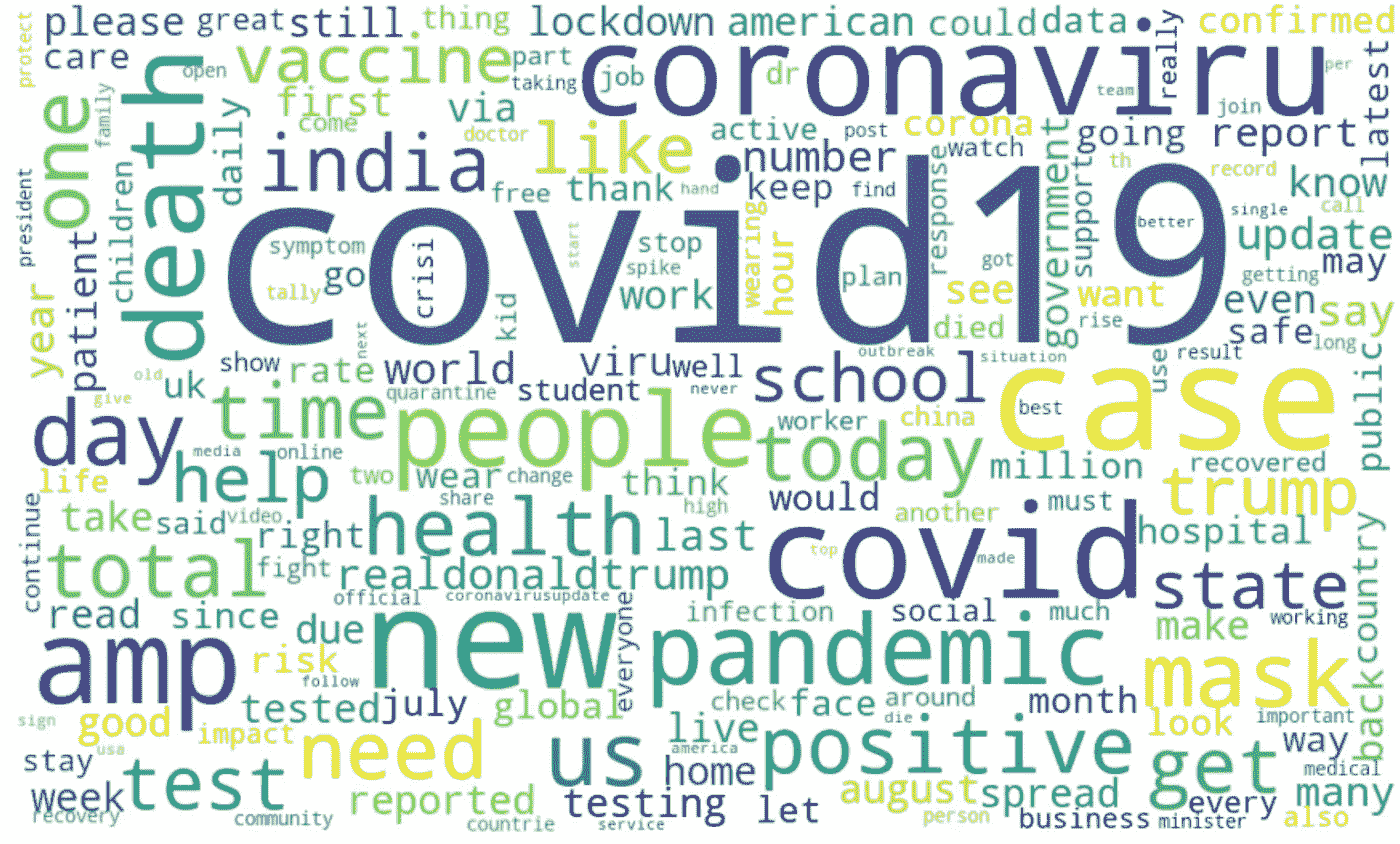 protect please great still thing lockdown american could data confirmed
care open vaccine part job dr coronaviru really per latest
taking team join
death first come via doctor like active post corona going report
one family daily india number watch th record know
free thank hand keep find response government support
president patient children covid19 better single call
symptom go crisi start stop spike work wearing hour plan got see want update may
tally kid died rise getting even safe say
year next outbreak situation result long
old uk show rate world viruwell school use public
give quarantine student never best case
day time people worker china today
media online two wear change think million recovered trump
life help share high would another must
continue take said video right health last covid hospital
total fight realdonaldtrump top made state country
official coronavirusupdate
read since due new everyone infection social much make working
amp risk pandemic mask back
follow
sign good tested july global check face around month look important
usa impact need us live die positive get way
stay america home medical
week test reported testing let august spread every many
recovery community countrie service person business minister also